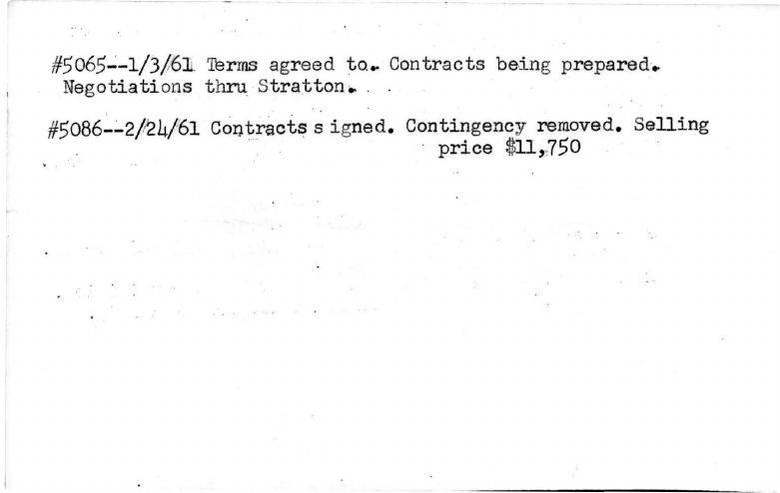 #5065--1/3/61 Terms agreed to. Contracts being prepared.
Negotiations thru Stratton.
#5086--2/24/61 Contracts s igned. Contingency removed. Selling
price $11,750